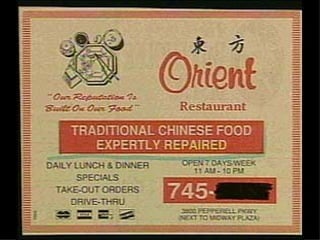 東方
Orient
Restaurant
"Our Reputation Is
Built On Our Food"
TRADITIONAL CHINESE FOOD
EXPERTLY REPAIRED
DAILY LUNCH & DINNER
SPECIALS
TAKE-OUT ORDERS
DRIVE-THRU
OPEN 7 DAYS/WEEK
11 AM - 10 PM
745-
3800 PEPPERELL PKWY.
(NEXT TO MIDWAY PLAZA)